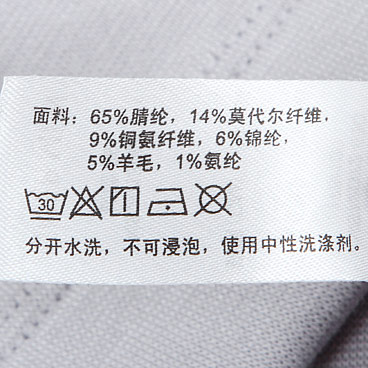 面料：65%腈纶，14%莫代尔纤维，
9%铜氨纤维，6%锦纶，
5%羊毛，1%氨纶
30
分开水洗，不可浸泡，使用中性洗涤剂。